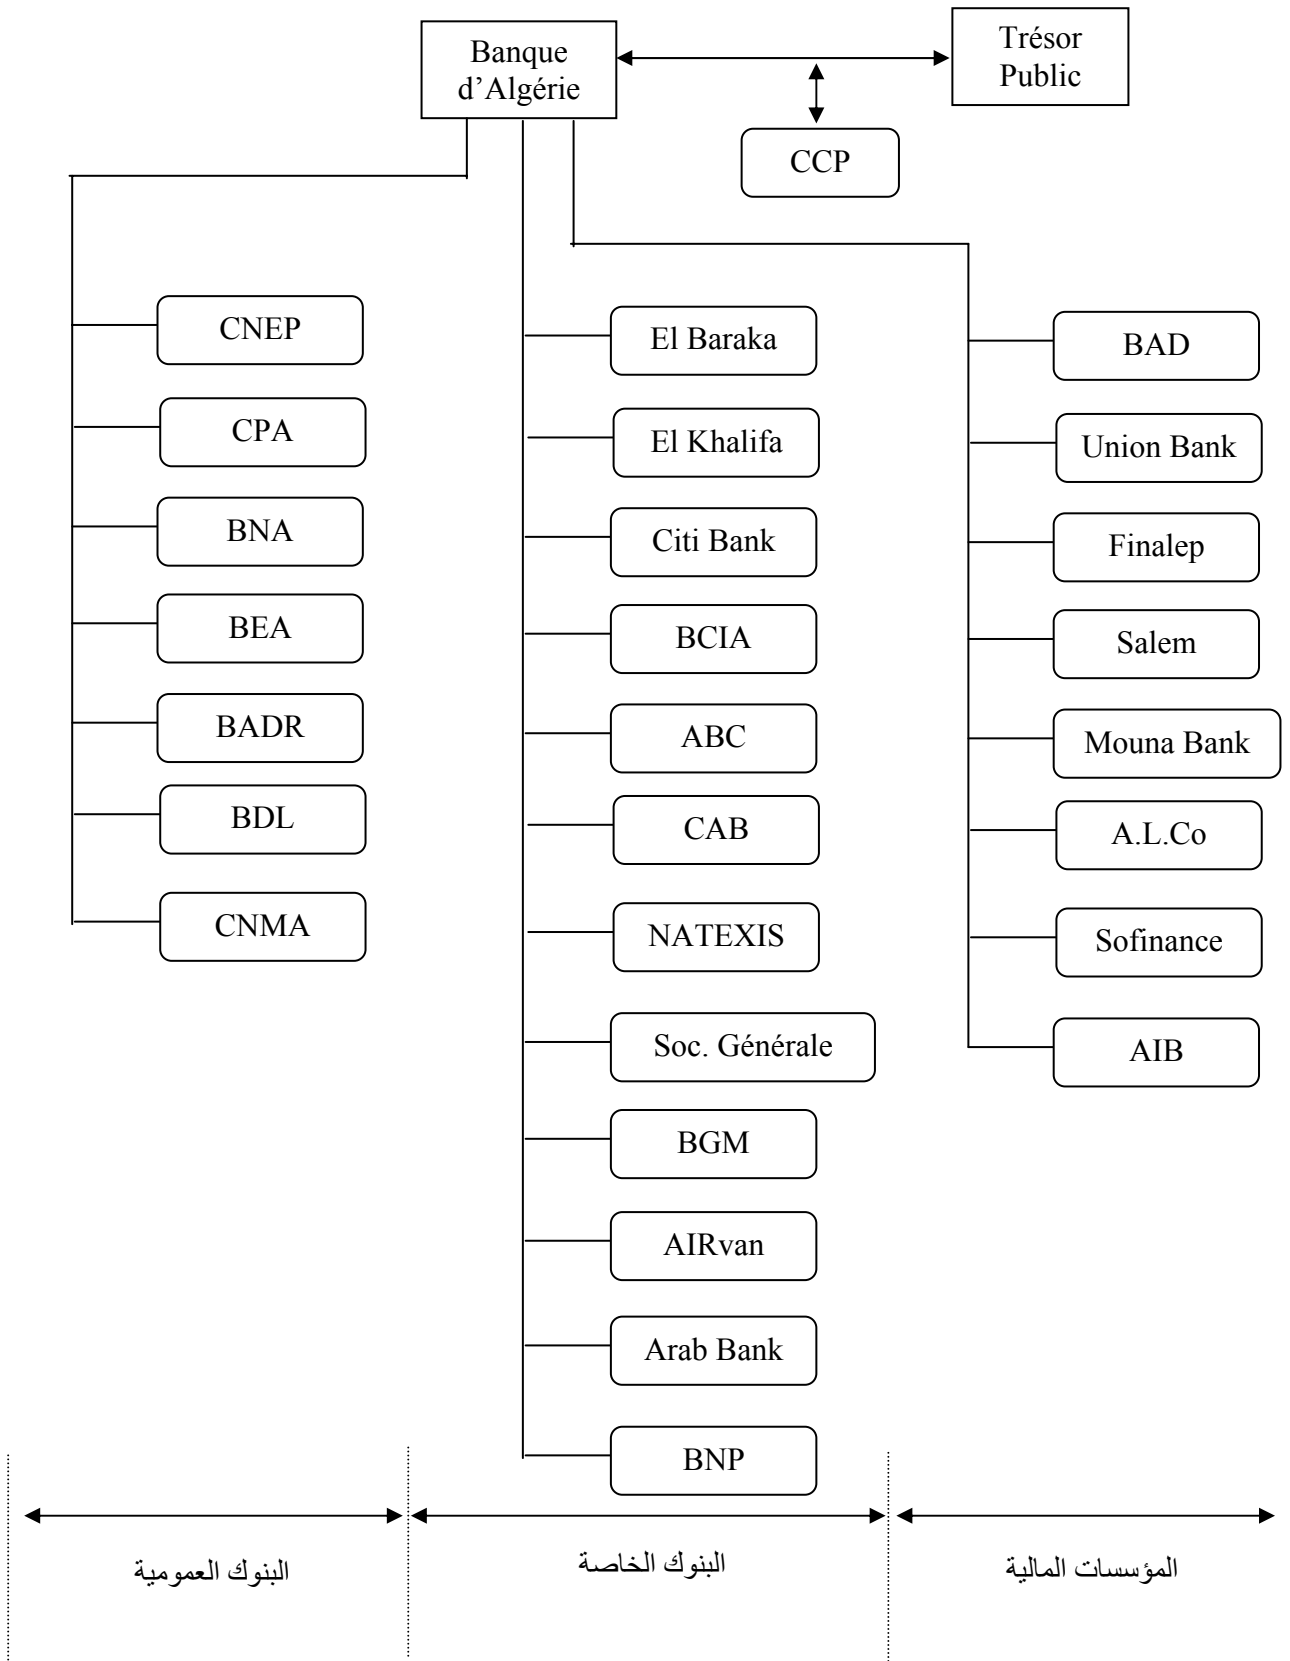 Banque
d’Algérie
Trésor
Public
CCP
CNEP
CPA
BNA
BEA
BADR
BDL
CNMA
El Baraka
El Khalifa
Citi Bank
BCIA
ABC
CAB
NATEXIS
Soc. Générale
BGM
AIRvan
Arab Bank
BNP
BAD
Union Bank
Finalep
Salem
Mouna Bank
A.L.Co
Sofinance
AIB
البنوك العمومية
البنوك الخاصة
المؤسسات المالية